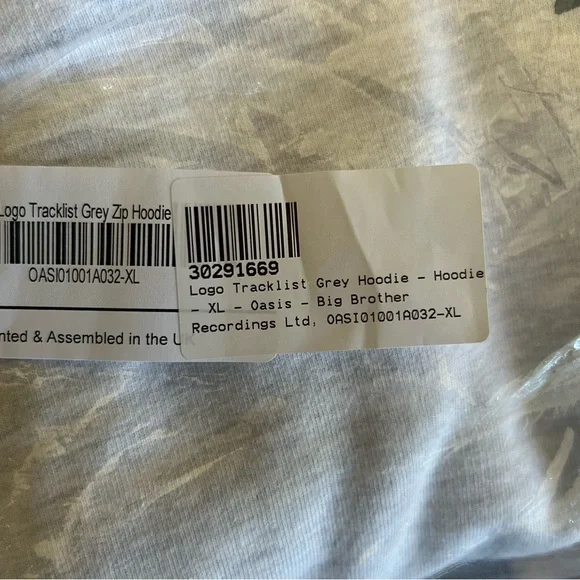 Logo Tracklist Grey Zip Hoodie
OASI01001A032-XL
nted & Assembled in the U
30291669
Logo Tracklist Grey Hoodie - Hoodie
- XL - Oasis - Big Brother
Recordings Ltd, OASI01001A032-XL